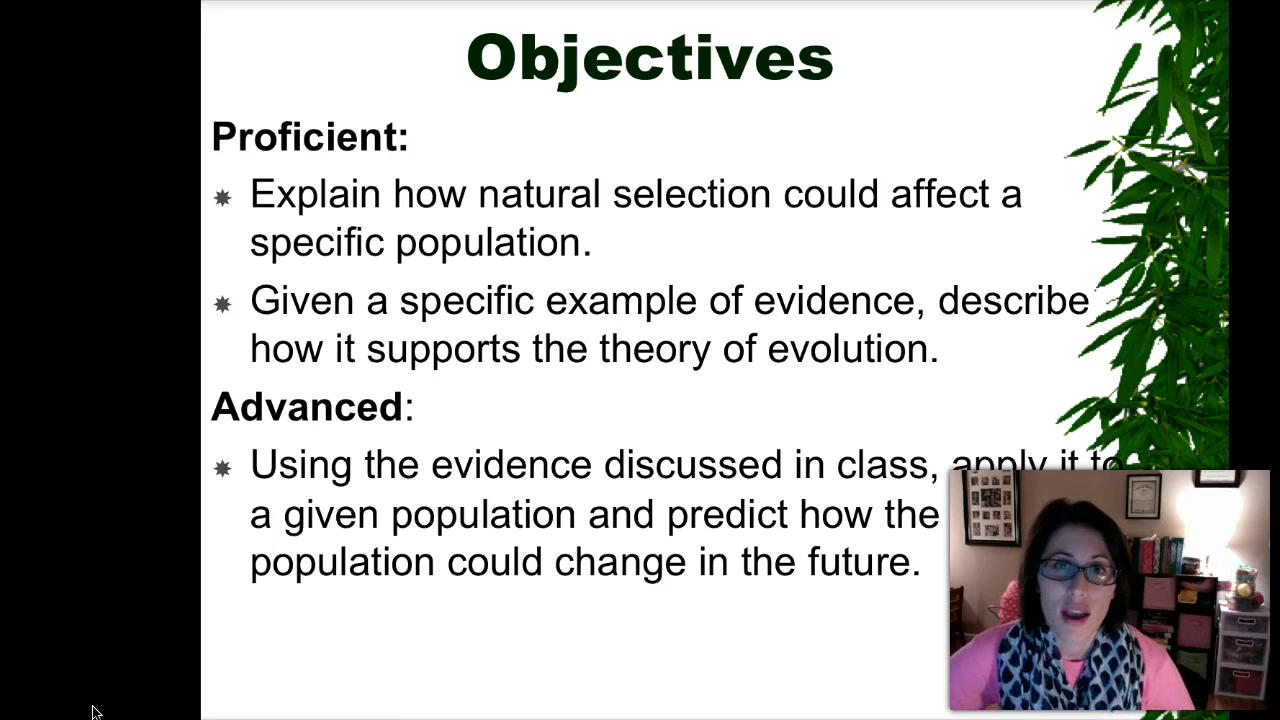 Objectives
Proficient:
Explain how natural selection could affect a
specific population.
Given a specific example of evidence, describe
how it supports the theory of evolution.
Advanced:
Using the evidence discussed in class, apply it to
a given population and predict how the
population could change in the future.